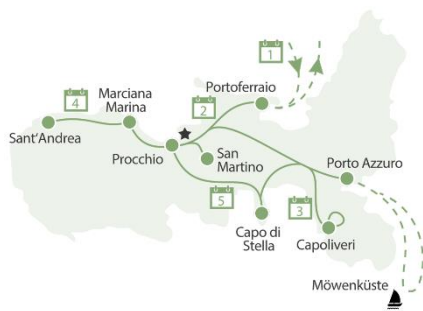 1
Portoferraio
Marciana
Marina
4
2
Sant'Andrea
Procchio
San
Martino
Porto Azzuro
5
3
Capo di
Stella
Capoliveri
Möwenküste